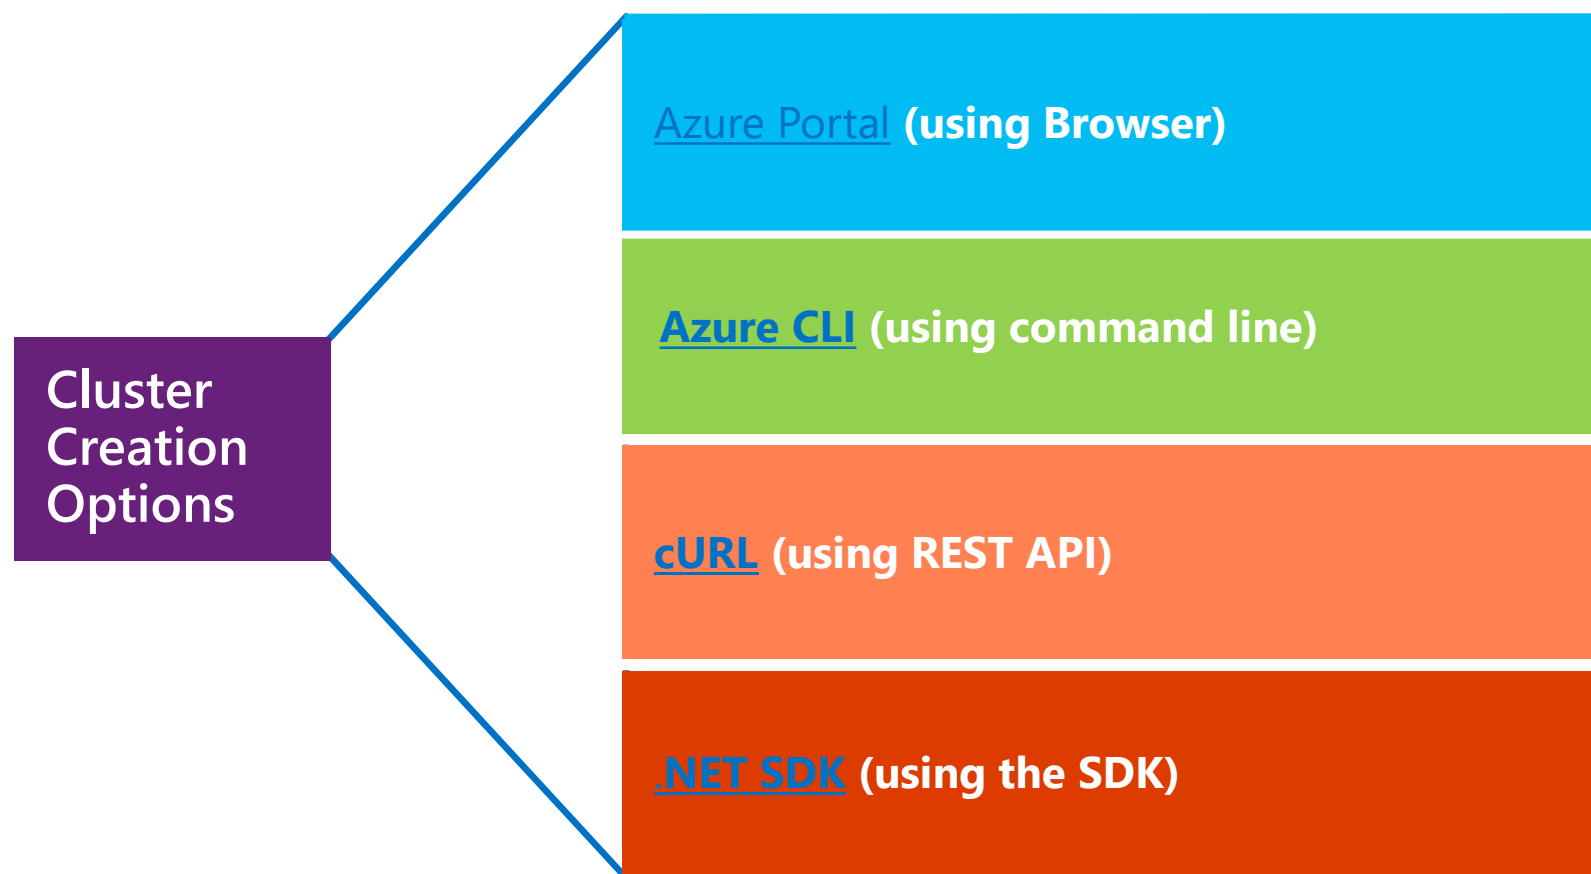 Cluster
Creation
Options
Azure Portal (using Browser)
Azure CLI (using command line)
cURL (using REST API)
.NET SDK (using the SDK)